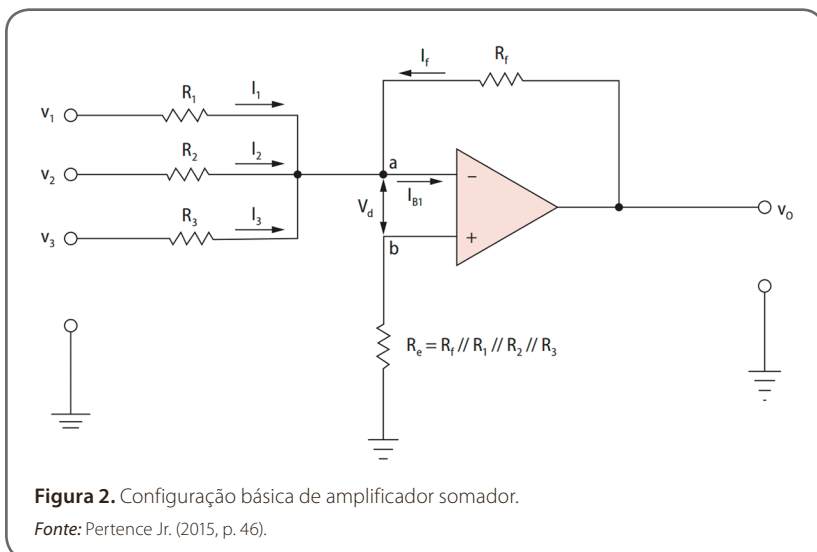 I_f R_f
R_1 I_1
v_1
R_2 I_2 a
v_2 −
I_B1
R_3 I_3 V_d v_o
v_3 +
b
R_e = R_f // R_1 // R_2 // R_3
Figura 2. Configuração básica de amplificador somador.
Fonte: Pertence Jr. (2015, p. 46).